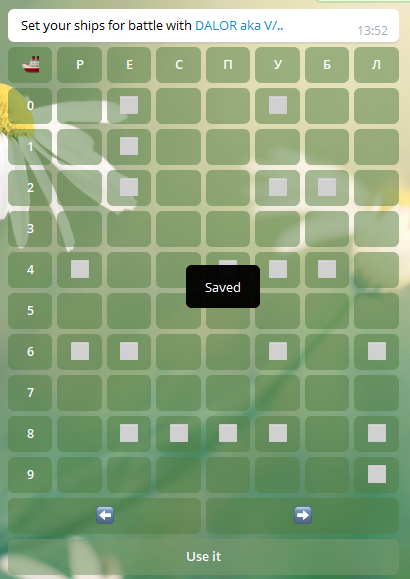 Set your ships for battle with DALOR aka V/..
13:52
Р Е С П У Б Л
0
1
2
3
4
Saved
5
6
7
8
9
Use it